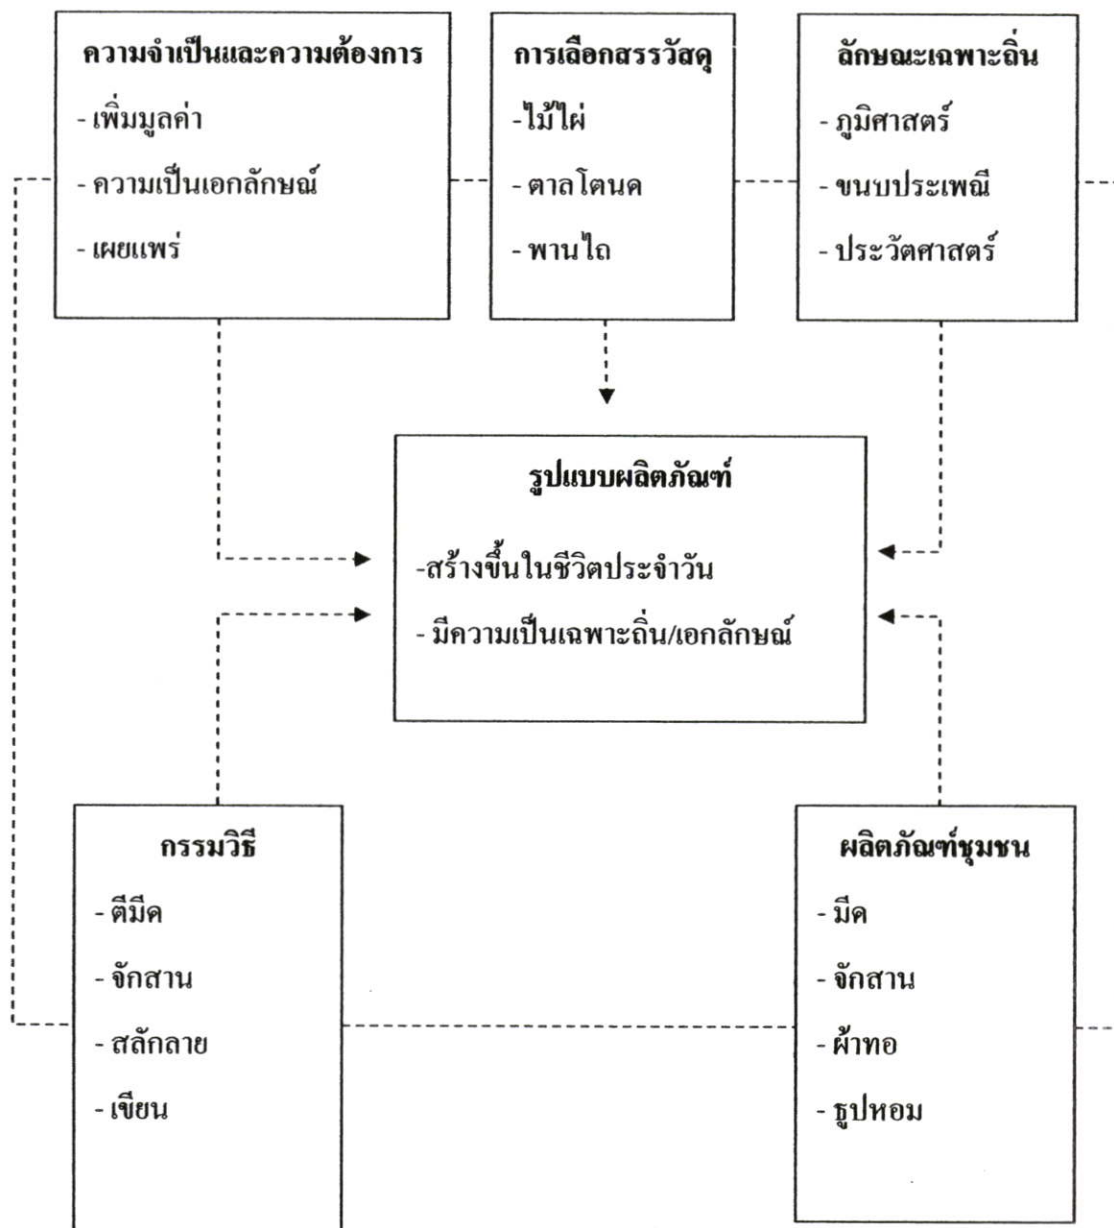 ความจำเป็นและความต้องการ
- เพิ่มมูลค่า
- ความเป็นเอกลักษณ์
- เผยแพร่
การเลือกสรรวัสดุ
-ไม้ไผ่
- ตาลโตนด
- พานไถ
ลักษณะเฉพาะถิ่น
- ภูมิศาสตร์
- ขนบประเพณี
- ประวัตศาสตร์
รูปแบบผลิตภัณฑ์
-สร้างขึ้นในชีวิตประจำวัน
- มีความเป็นเฉพาะถิ่น/เอกลักษณ์
กรรมวิธี
- ตีมีด
- จักสาน
- สลักลาย
- เขียน
ผลิตภัณฑ์ชุมชน
- มีด
- จักสาน
- ผ้าทอ
- ธูปหอม